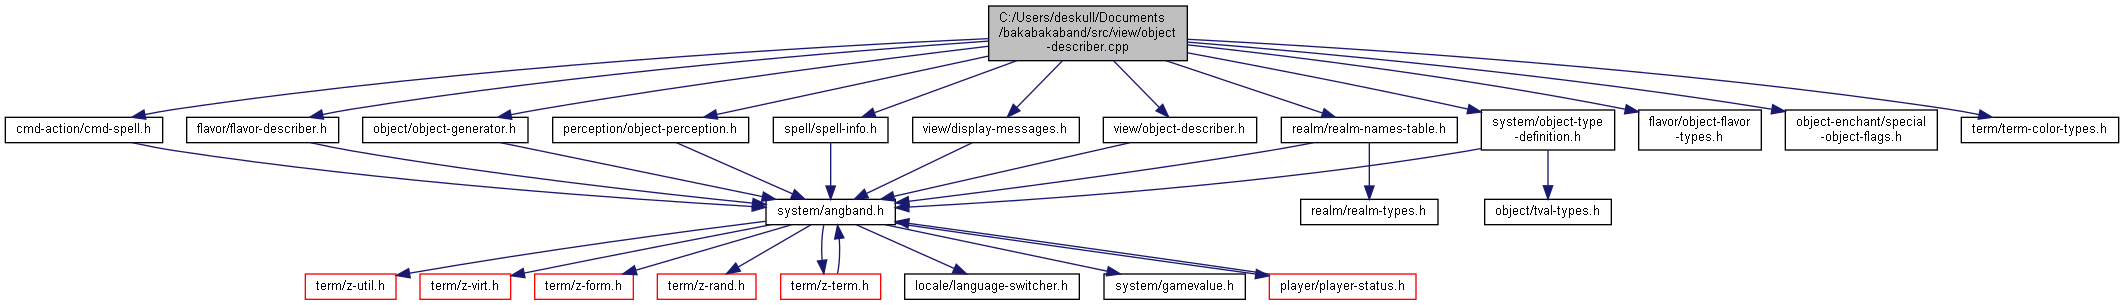 C:/Users/deskull/Documents
/bakabakaband/src/view/object
-describer.cpp
cmd-action/cmd-spell.h
flavor/flavor-describer.h
object/object-generator.h
perception/object-perception.h
spell/spell-info.h
view/display-messages.h
view/object-describer.h
realm/realm-names-table.h
system/object-type
-definition.h
flavor/object-flavor
-types.h
object-enchant/special
-object-flags.h
term/term-color-types.h
system/angband.h
realm/realm-types.h
object/tval-types.h
term/z-util.h
term/z-virt.h
term/z-form.h
term/z-rand.h
term/z-term.h
locale/language-switcher.h
system/gamevalue.h
player/player-status.h